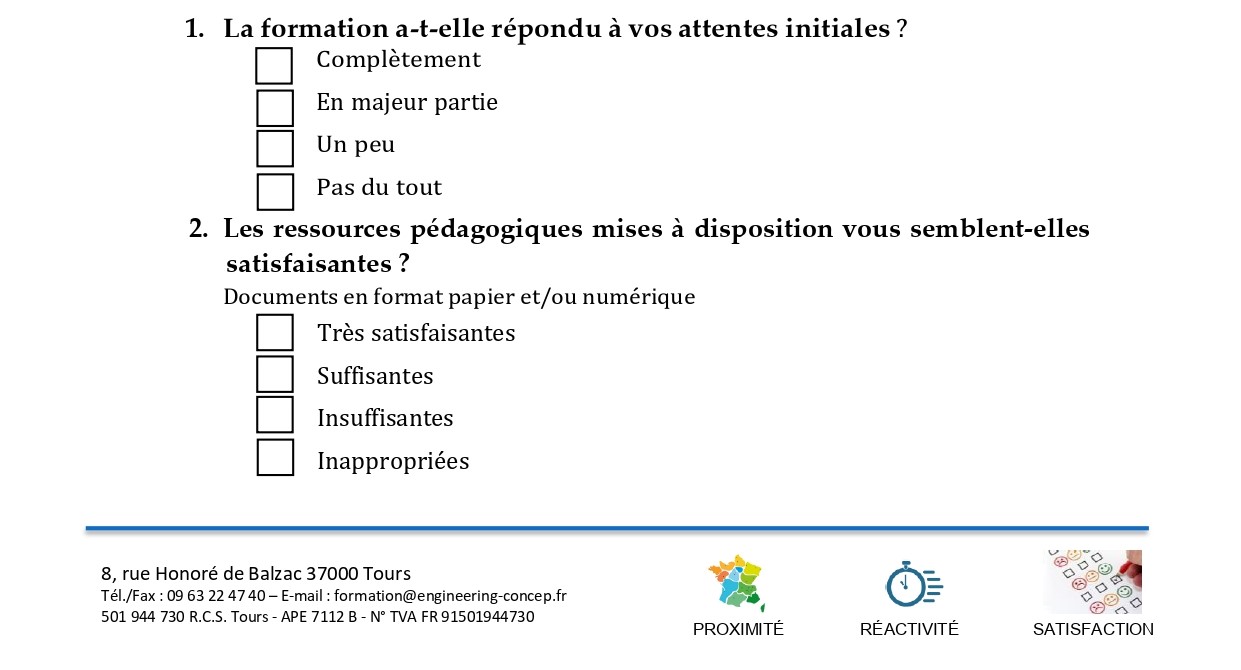 1. La formation a-t-elle répondu à vos attentes initiales ?
Complètement
En majeur partie
Un peu
Pas du tout
2. Les ressources pédagogiques mises à disposition vous semblent-elles
satisfaisantes ?
Documents en format papier et/ou numérique
Très satisfaisantes
Suffisantes
Insuffisantes
Inappropriées
8, rue Honoré de Balzac 37000 Tours
Tél./Fax : 09 63 22 47 40 – E-mail : formation@engineering-concep.fr
501 944 730 R.C.S. Tours - APE 7112 B - N° TVA FR 91501944730
PROXIMITÉ
RÉACTIVITÉ
SATISFACTION